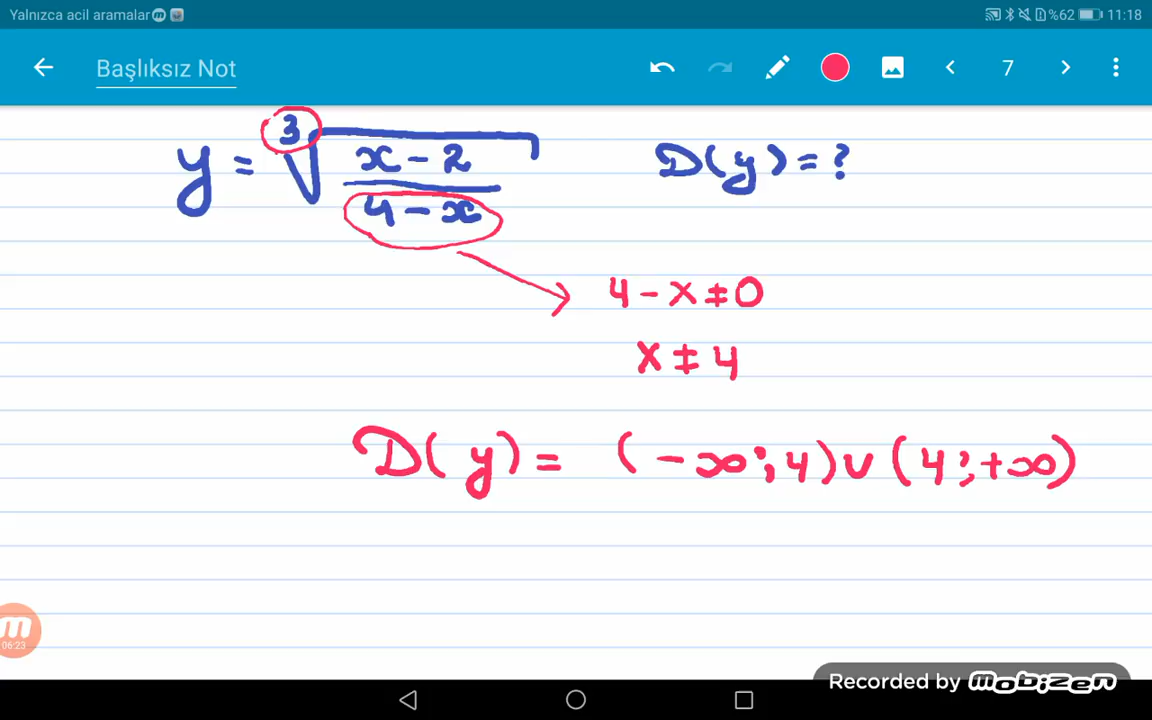 Yalnızca acil aramalar %62 11:18
Başlıksız Not 7
y = ∛((x - 2)/(4 - x)) D(y) = ?
4 - x ≠ 0
x ≠ 4
D(y) = (-∞; 4) ∪ (4; +∞)
06:23
Recorded by mobizen